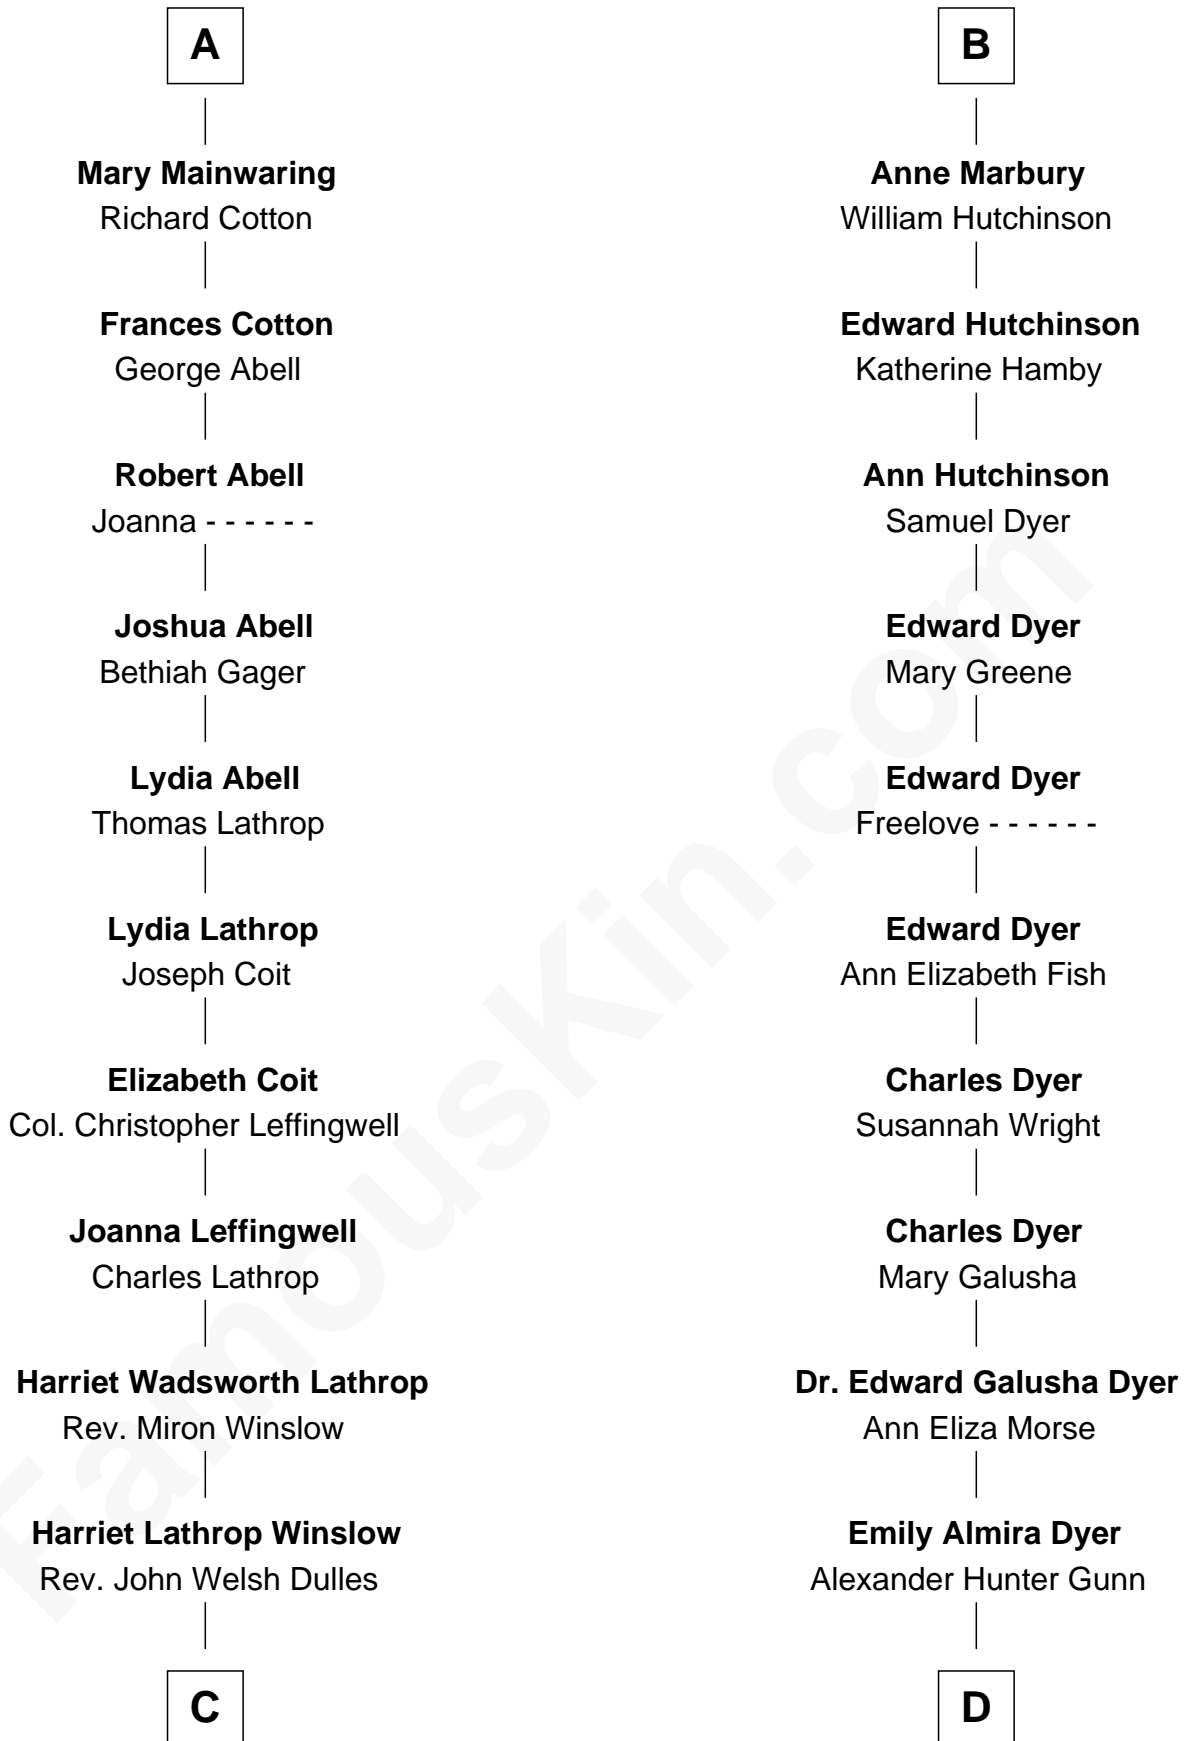 A
Mary Mainwaring
Richard Cotton
Frances Cotton
George Abell
Robert Abell
Joanna - - - - - -
Joshua Abell
Bethiah Gager
Lydia Abell
Thomas Lathrop
Lydia Lathrop
Joseph Coit
Elizabeth Coit
Col. Christopher Leffingwell
Joanna Leffingwell
Charles Lathrop
Harriet Wadsworth Lathrop
Rev. Miron Winslow
Harriet Lathrop Winslow
Rev. John Welsh Dulles
C
B
Anne Marbury
William Hutchinson
Edward Hutchinson
Katherine Hamby
Ann Hutchinson
Samuel Dyer
Edward Dyer
Mary Greene
Edward Dyer
Freelove - - - - - -
Edward Dyer
Ann Elizabeth Fish
Charles Dyer
Susannah Wright
Charles Dyer
Mary Galusha
Dr. Edward Galusha Dyer
Ann Eliza Morse
Emily Almira Dyer
Alexander Hunter Gunn
D
FamousKin.com